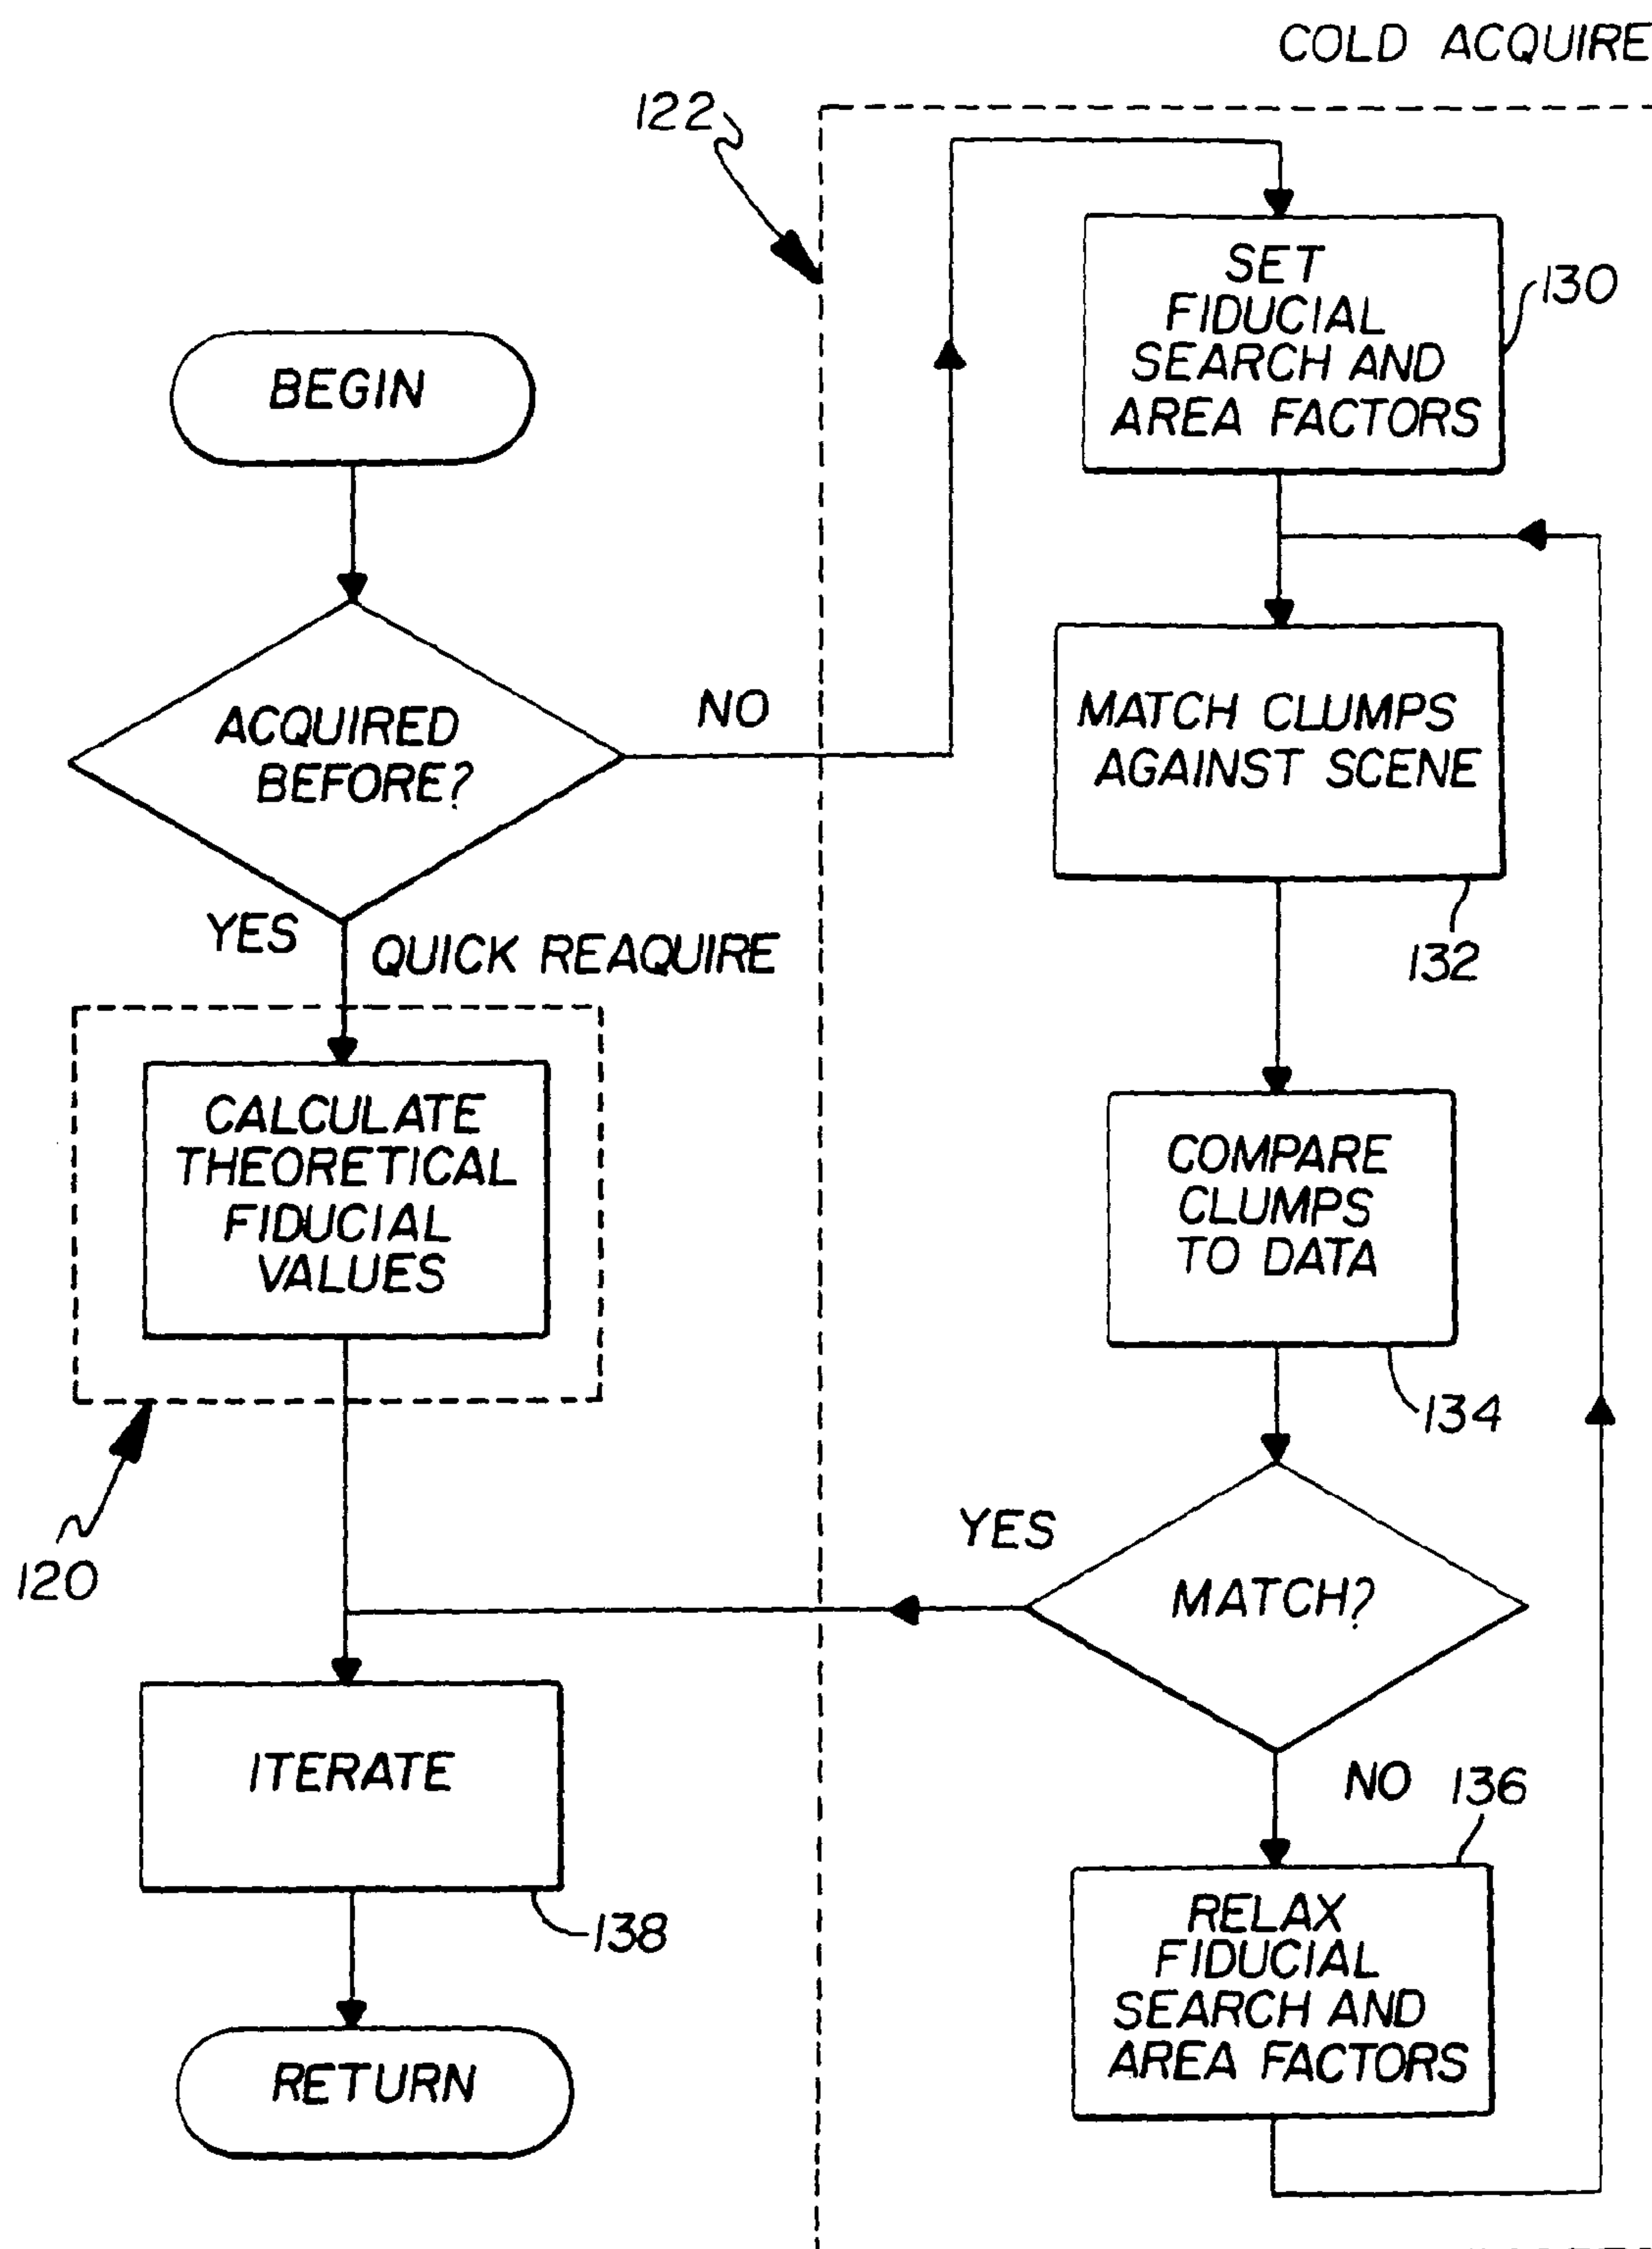 COLD ACQUIRE
122
SET
FIDUCIAL
SEARCH AND
AREA FACTORS
130
BEGIN
ACQUIRED
BEFORE?
NO
MATCH CLUMPS
AGAINST SCENE
132
YES
QUICK REAQUIRE
CALCULATE
THEORETICAL
FIDUCIAL
VALUES
COMPARE
CLUMPS
TO DATA
134
120
YES
MATCH?
NO
136
ITERATE
138
RELAX
FIDUCIAL
SEARCH AND
AREA FACTORS
RETURN